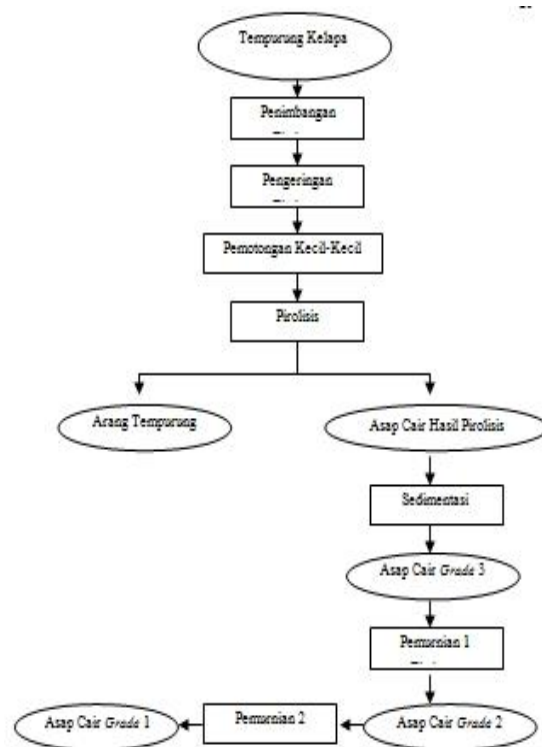 Tempurung Kelapa
Penimbangan
Pengeringan
Pemotongan Kecil-Kecil
Pirolisis
Arang Tempurung
Asap Cair Hasil Pirolisis
Sedimentasi
Asap Cair Grade 3
Pemurnian 1
Asap Cair Grade 2
Pemurnian 2
Asap Cair Grade 1